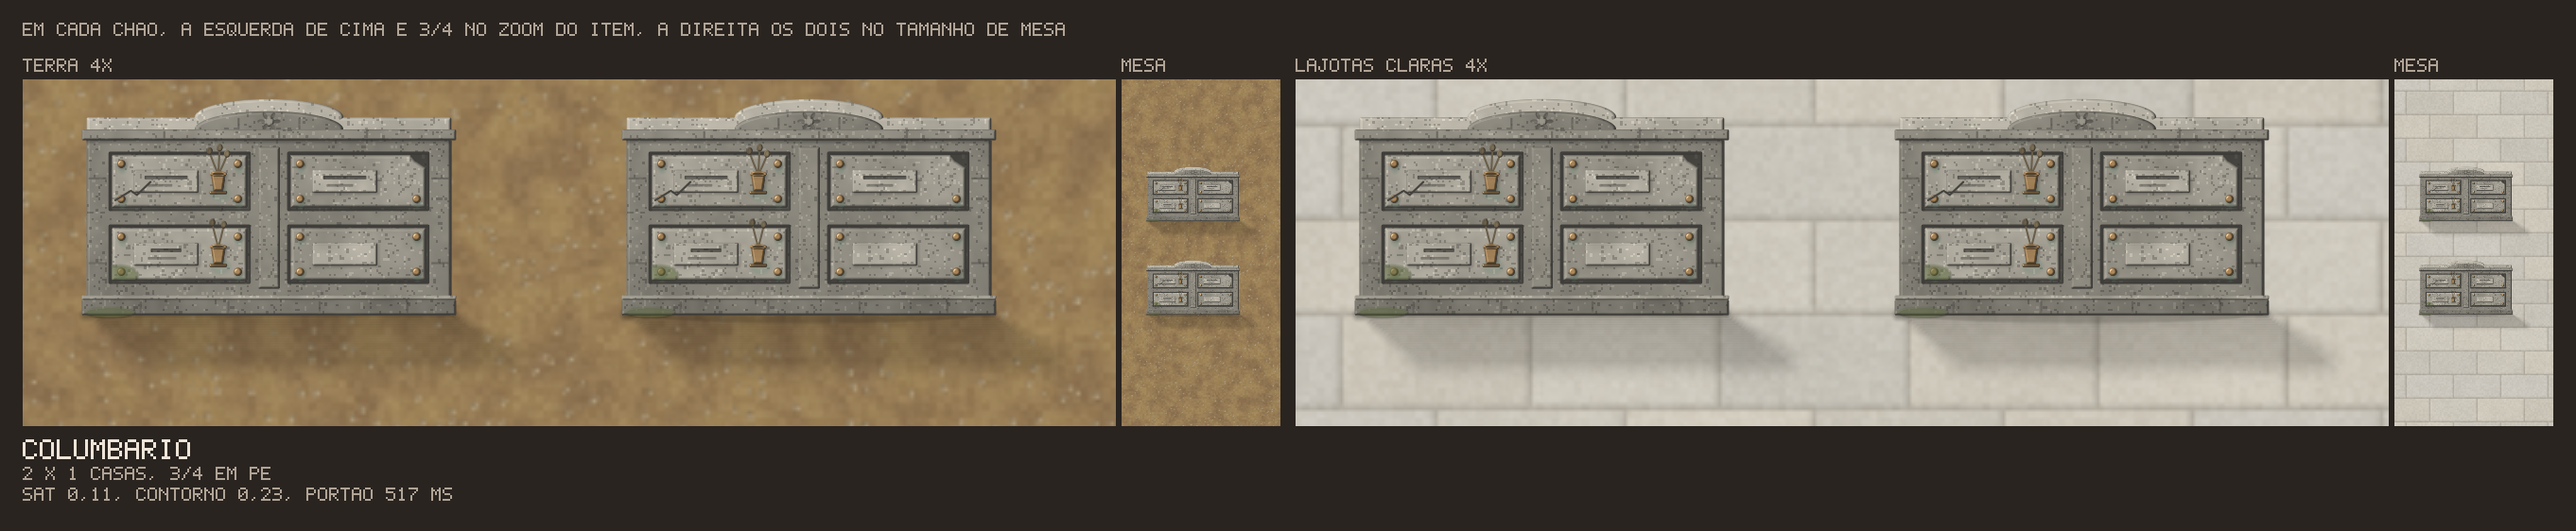 EM CADA CHAO, A ESQUERDA DE CIMA E 3/4 NO ZOOM DO ITEM, A DIREITA OS DOIS NO TAMANHO DE MESA
TERRA 4X
MESA
LAJOTAS CLARAS 4X
MESA
COLUMBARIO
2 X 1 CASAS, 3/4 EM PE
SAT 0,11, CONTORNO 0,23, PORTAO 517 MS